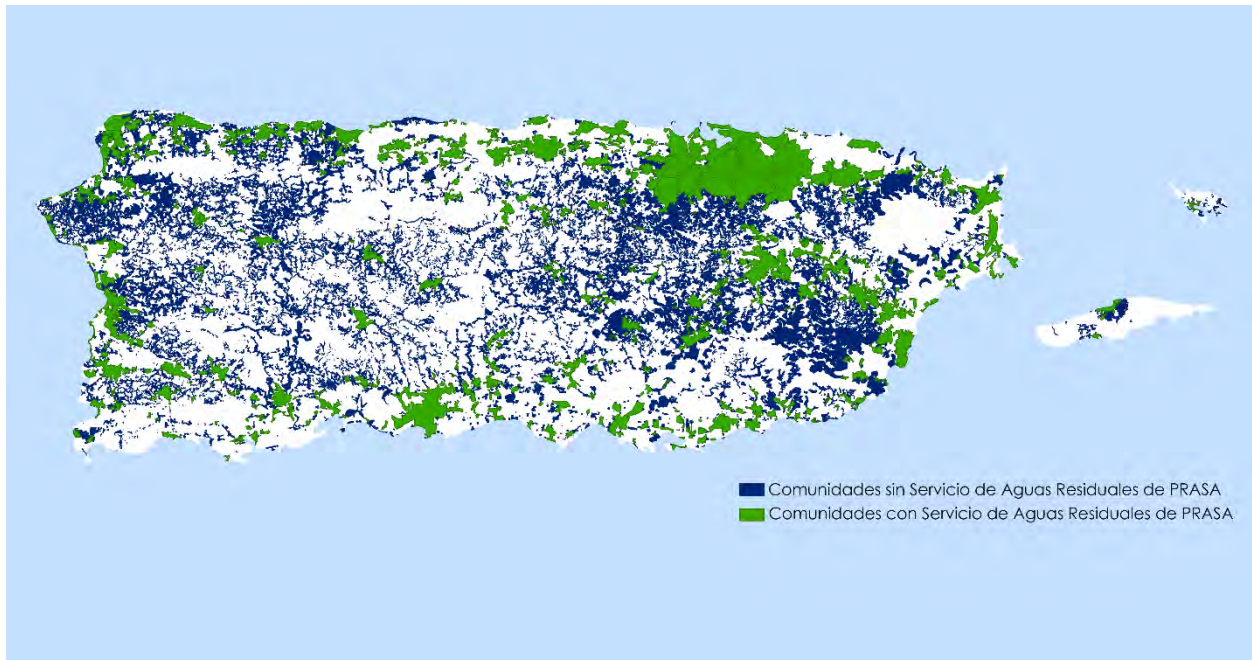 Comunidades sin Servicio de Aguas Residuales de PRASA
Comunidades con Servicio de Aguas Residuales de PRASA